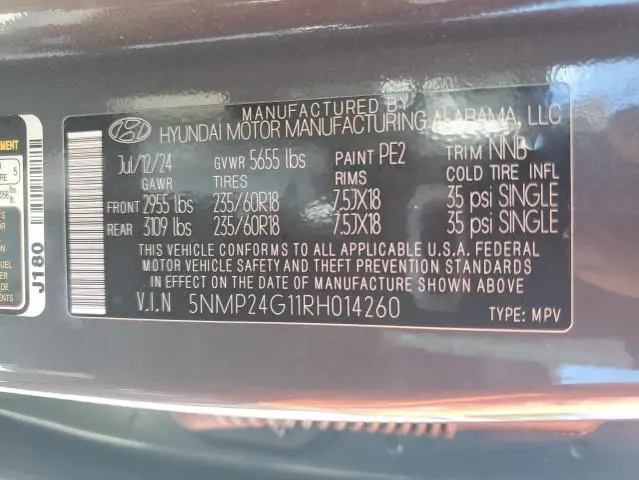 MANUFACTURED BY
HYUNDAI MOTOR MANUFACTURING ALABAMA, LLC
Jul/12/24 GVWR 5655 lbs PAINT PE2 TRIM NNB
GAWR TIRES RIMS COLD TIRE INFL
FRONT 2955 lbs 235/60R18 7.5JX18 35 psi SINGLE
REAR 3109 lbs 235/60R18 7.5JX18 35 psi SINGLE
THIS VEHICLE CONFORMS TO ALL APPLICABLE U.S.A. FEDERAL
MOTOR VEHICLE SAFETY AND THEFT PREVENTION STANDARDS
IN EFFECT ON THE DATE OF MANUFACTURE SHOWN ABOVE
V.I.N 5NMP24G11RH014260 TYPE: MPV
J180